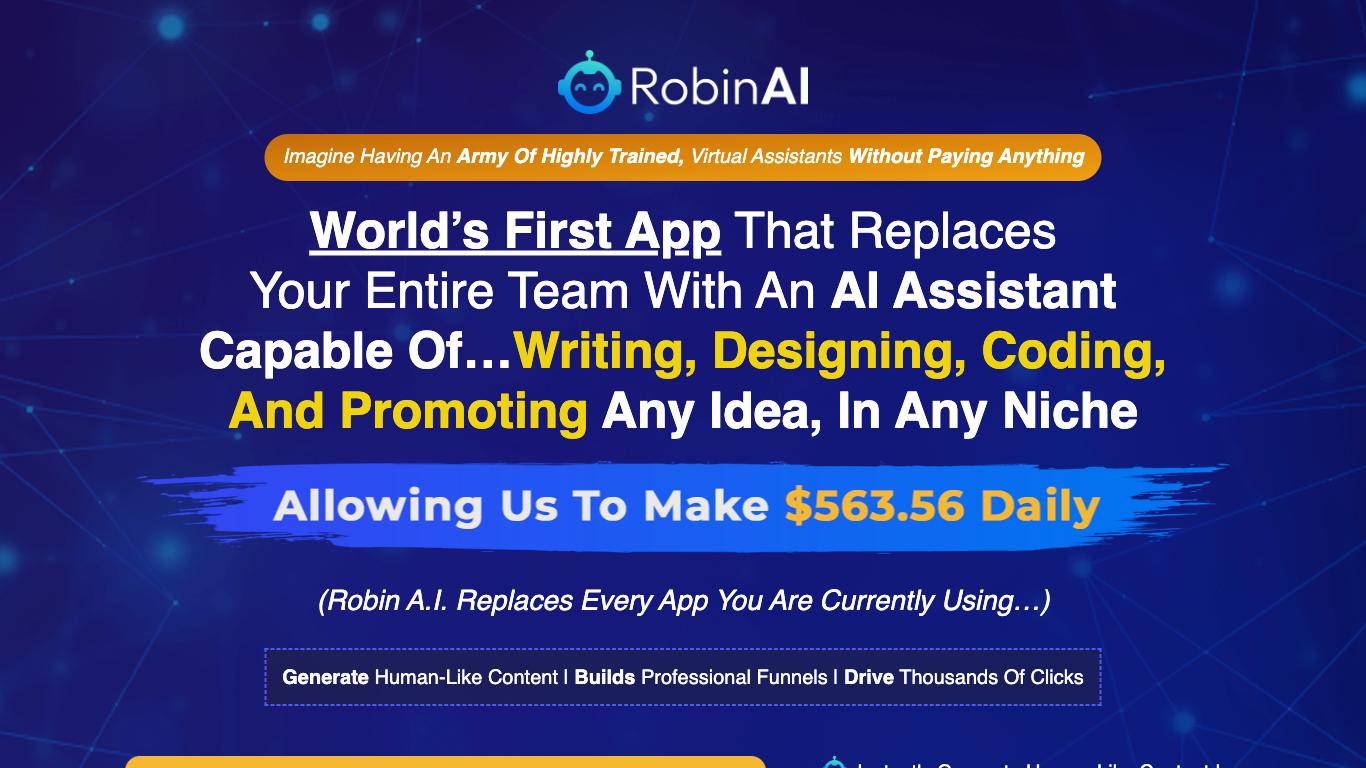 RobinAI
Imagine Having An Army Of Highly Trained, Virtual Assistants Without Paying Anything
World’s First App That Replaces
Your Entire Team With An AI Assistant
Capable Of…Writing, Designing, Coding,
And Promoting Any Idea, In Any Niche
Allowing Us To Make $563.56 Daily
(Robin A.I. Replaces Every App You Are Currently Using…)
Generate Human-Like Content l Builds Professional Funnels l Drive Thousands Of Clicks